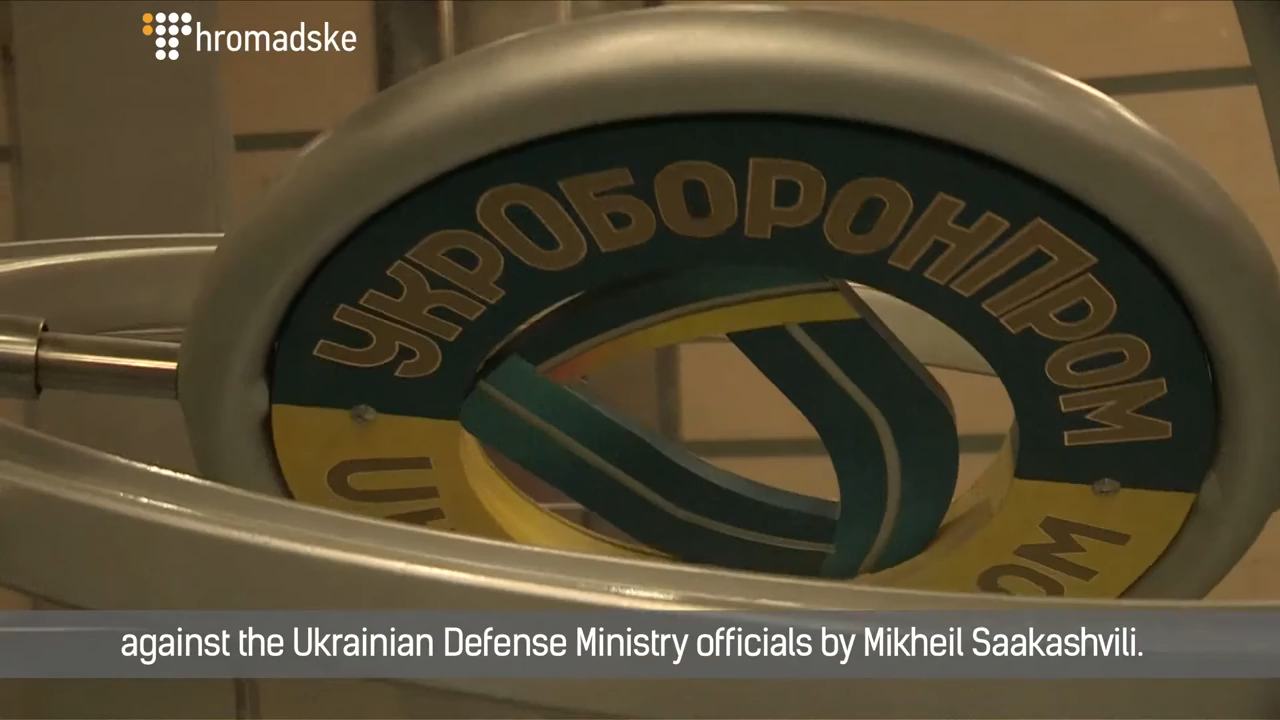 hromadske
УКРОБОРОНПРОМ
against the Ukrainian Defense Ministry officials by Mikheil Saakashvili.